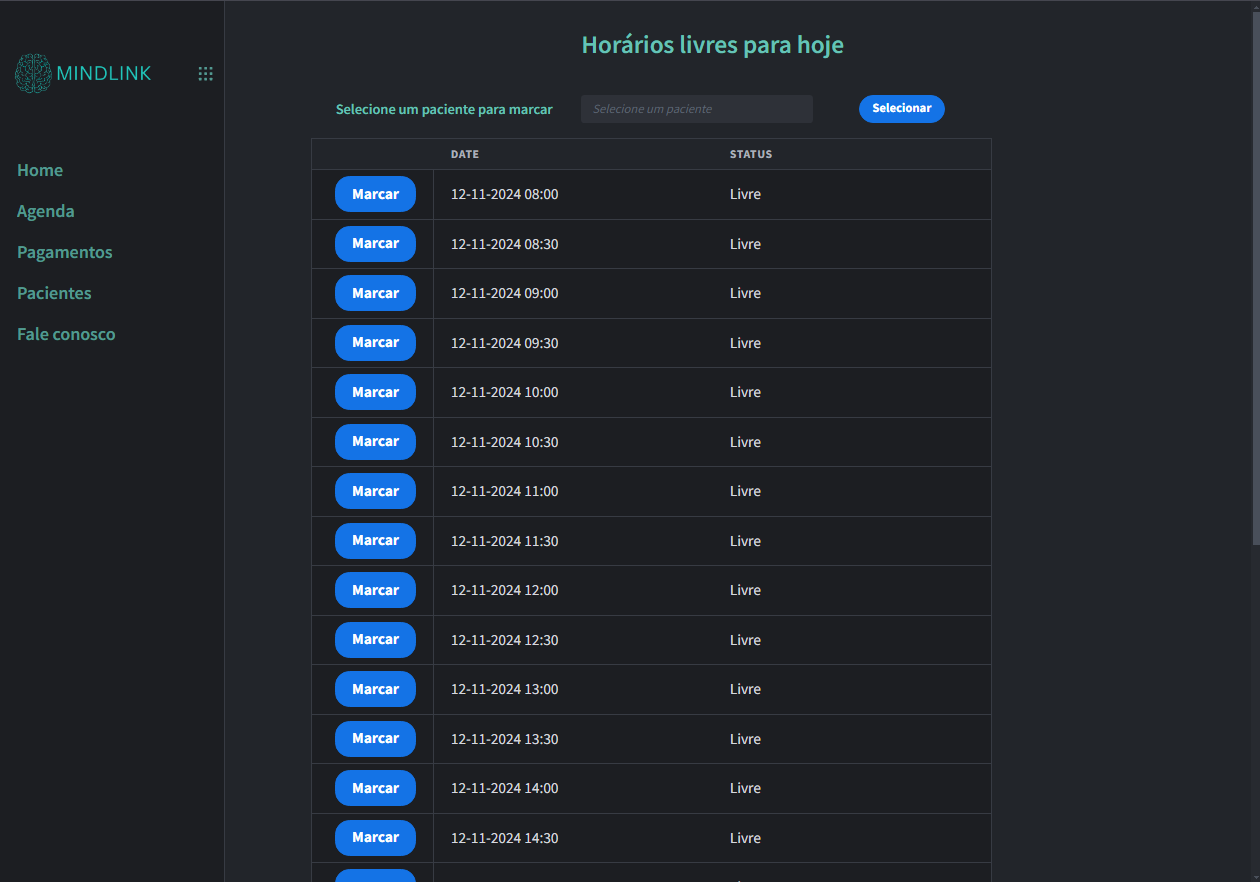 MINDLINK
Home
Agenda
Pagamentos
Pacientes
Fale conosco
Horários livres para hoje
Selecione um paciente para marcar Selecione um paciente Selecionar
DATE STATUS
Marcar 12-11-2024 08:00 Livre
Marcar 12-11-2024 08:30 Livre
Marcar 12-11-2024 09:00 Livre
Marcar 12-11-2024 09:30 Livre
Marcar 12-11-2024 10:00 Livre
Marcar 12-11-2024 10:30 Livre
Marcar 12-11-2024 11:00 Livre
Marcar 12-11-2024 11:30 Livre
Marcar 12-11-2024 12:00 Livre
Marcar 12-11-2024 12:30 Livre
Marcar 12-11-2024 13:00 Livre
Marcar 12-11-2024 13:30 Livre
Marcar 12-11-2024 14:00 Livre
Marcar 12-11-2024 14:30 Livre